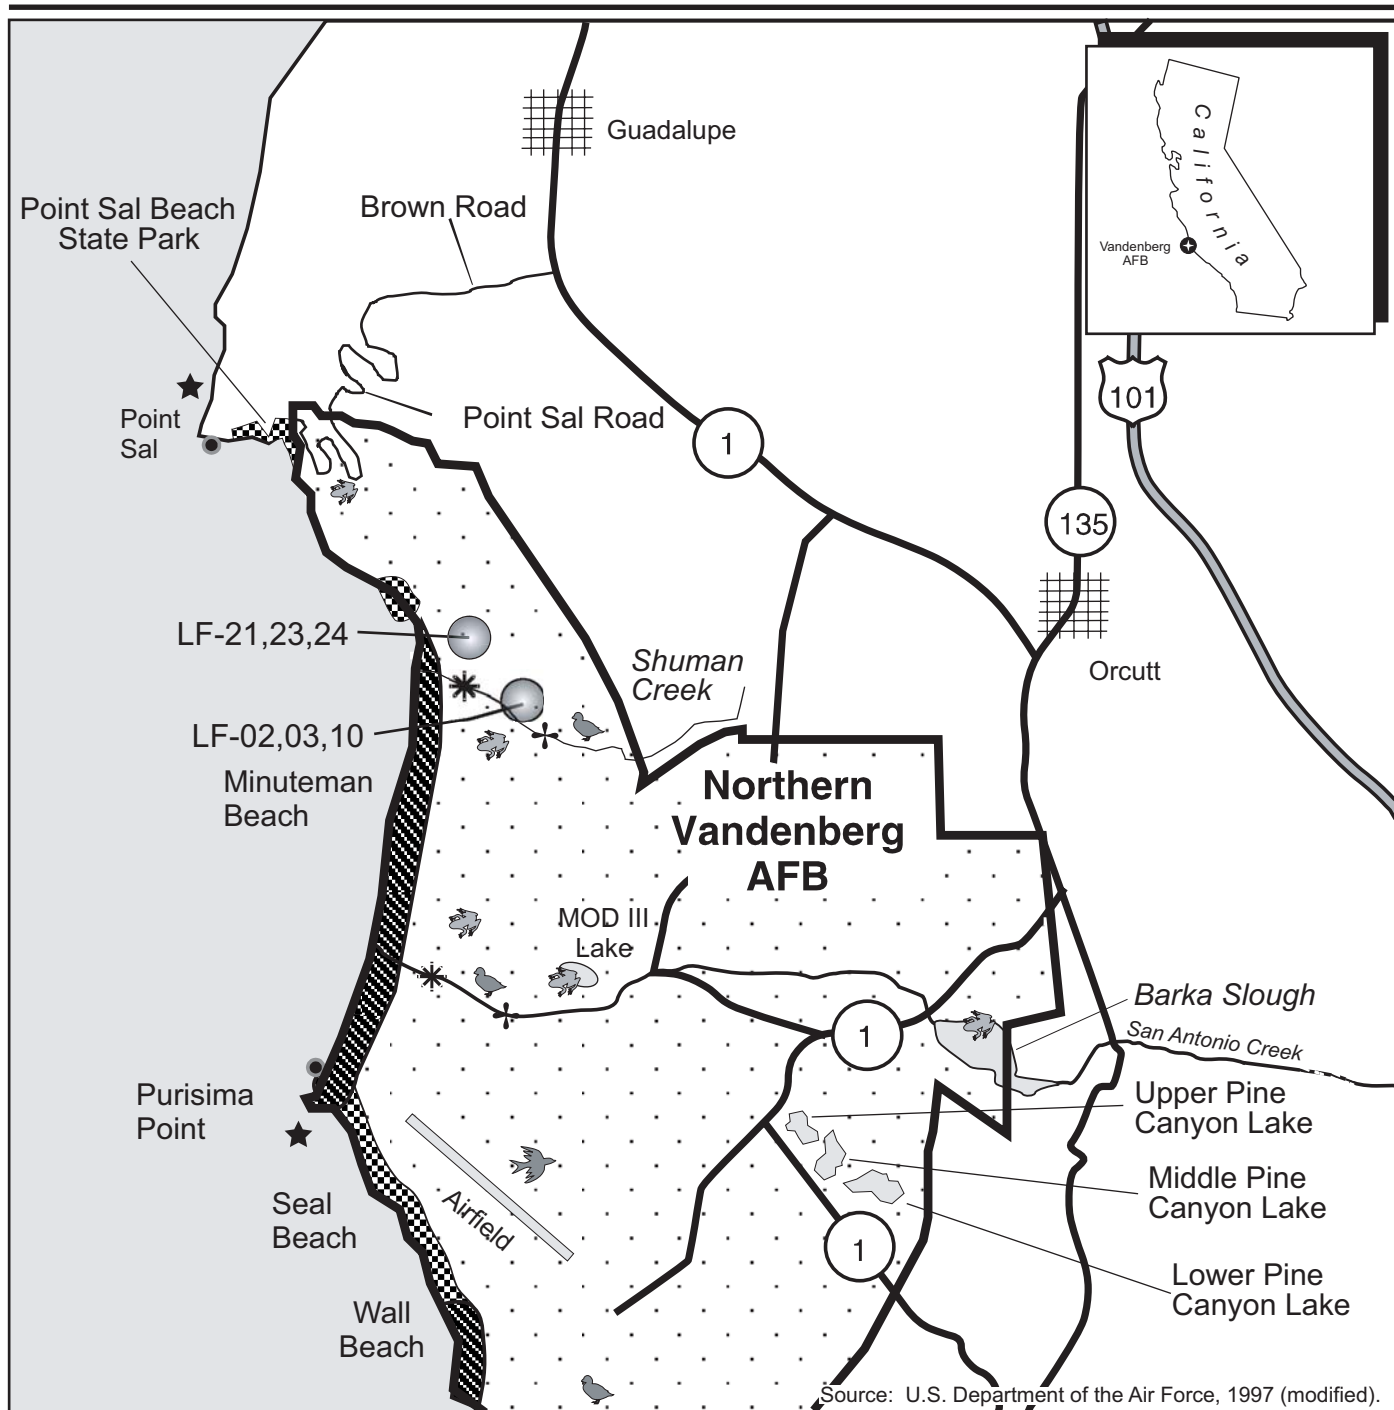 Guadalupe
California
Vandenberg
AFB
Brown Road
Point Sal Beach
State Park
101
Point
Sal
Point Sal Road
1
135
Orcutt
LF-21,23,24
Shuman
Creek
LF-02,03,10
Minuteman
Beach
Northern
Vandenberg
AFB
MOD III
Lake
Barka Slough
San Antonio Creek
1
Purisima
Point
Upper Pine
Canyon Lake
Middle Pine
Canyon Lake
Airfield
Seal
Beach
1
Lower Pine
Canyon Lake
Wall
Beach
Source: U.S. Department of the Air Force, 1997 (modified).